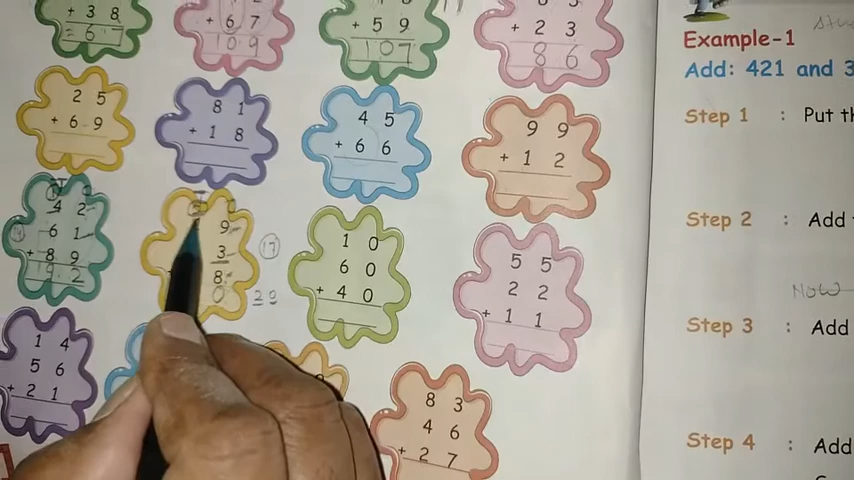 + 3 8
= 6 7
+ 6 7
1 0 9
+ 5 9
1 0 7
+ 2 3
8 6
2 5
+ 6 9
8 1
+ 1 8
4 5
+ 6 6
9 9
+ 1 2
4 2
6 1
+ 8 9
1 9 2
9
3
8
0
17
20
1 0
6 0
+ 4 0
5 5
2 2
+ 1 1
1 4
5 6
+ 2 1
8 3
4 6
+ 2 7
Example-1
Add: 421 and 3
Step 1 : Put th
Step 2 : Add
Now
Step 3 : Add
Step 4 : Add